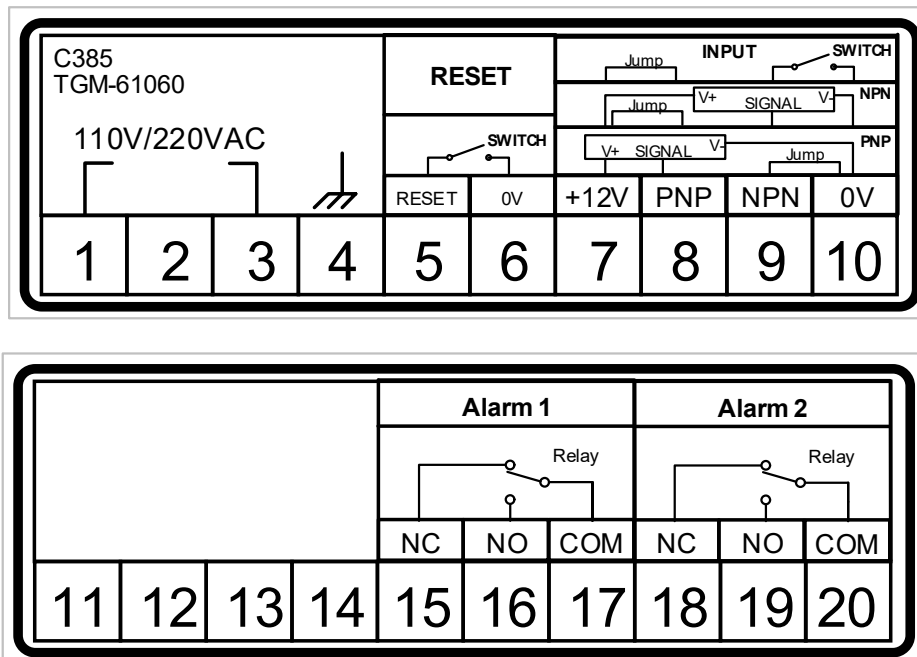 C385
TGM-61060
110V/220VAC
RESET
SWITCH
INPUT
Jump
SWITCH
Jump
V+ SIGNAL V-
NPN
V+ SIGNAL V-
Jump
PNP
RESET 0V +12V PNP NPN 0V
1 2 3 4 5 6 7 8 9 10
Alarm 1 Alarm 2
Relay Relay
NC NO COM NC NO COM
11 12 13 14 15 16 17 18 19 20